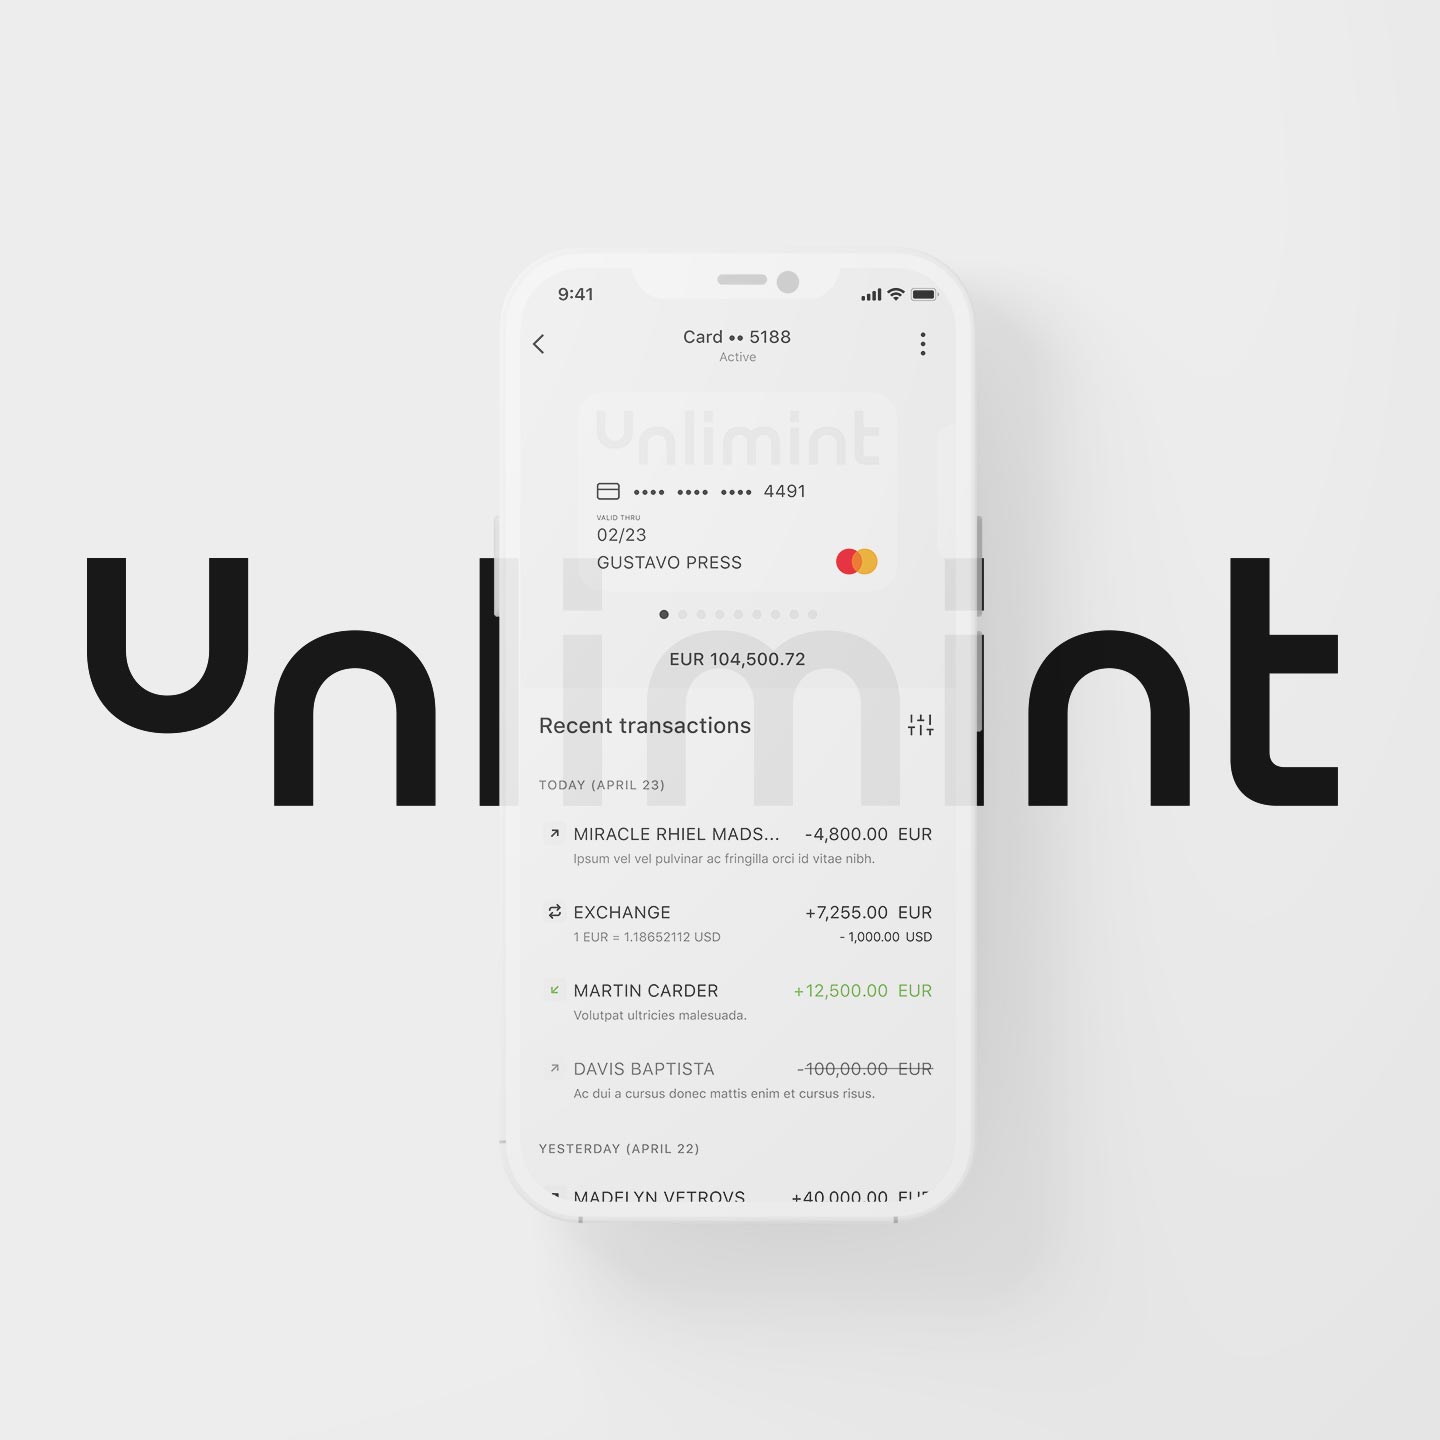 9:41
Card •• 5188
Active
unlimint
•••• •••• •••• 4491
VALID THRU
02/23
GUSTAVO PRESS
unlimint
EUR 104,500.72
Recent transactions
TODAY (APRIL 23)
MIRACLE RHIEL MADS... -4,800.00 EUR
Ipsum vel vel pulvinar ac fringilla orci id vitae nibh.
EXCHANGE +7,255.00 EUR
1 EUR = 1.18652112 USD - 1,000.00 USD
MARTIN CARDER +12,500.00 EUR
Volutpat ultricies malesuada.
DAVIS BAPTISTA -100,00.00 EUR
Ac dui a cursus donec mattis enim et cursus risus.
YESTERDAY (APRIL 22)
MADELYN VETROVS +40,000.00 EUR